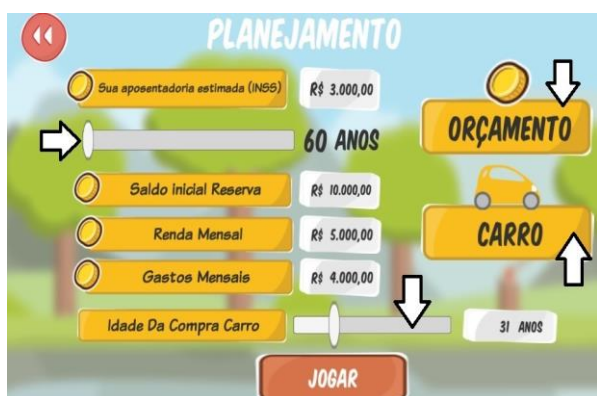 PLANEJAMENTO
Sua aposentadoria estimada (INSS) R$ 3.000,00
60 ANOS
ORÇAMENTO
Saldo Inicial Reserva R$ 10.000,00
Renda Mensal R$ 5.000,00
CARRO
Gastos Mensais R$ 4.000,00
Idade Da Compra Carro 31 ANOS
JOGAR